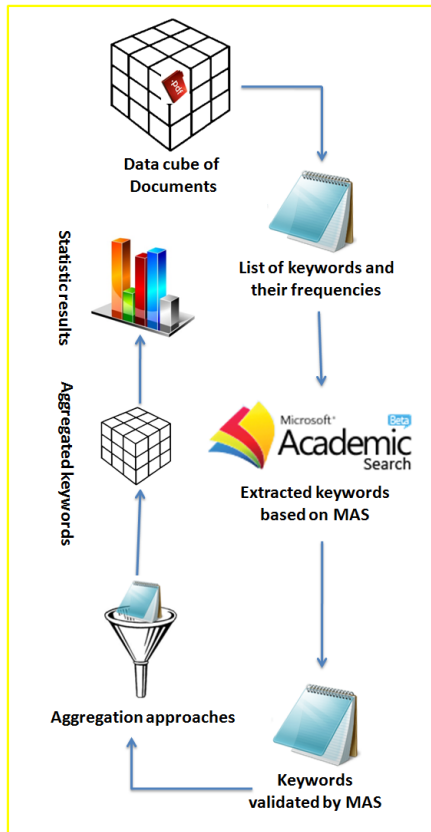 .pdf
Data cube of
Documents
List of keywords and
their frequencies
Microsoft®
Beta
Academic
Search
Extracted keywords
based on MAS
Keywords
validated by MAS
Aggregation approaches
Aggregated keywords
Statistic results